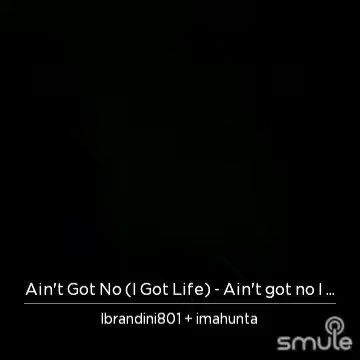 Ain't Got No (I Got Life) - Ain't got no I ...
lbrandini801 + imahunta
smule